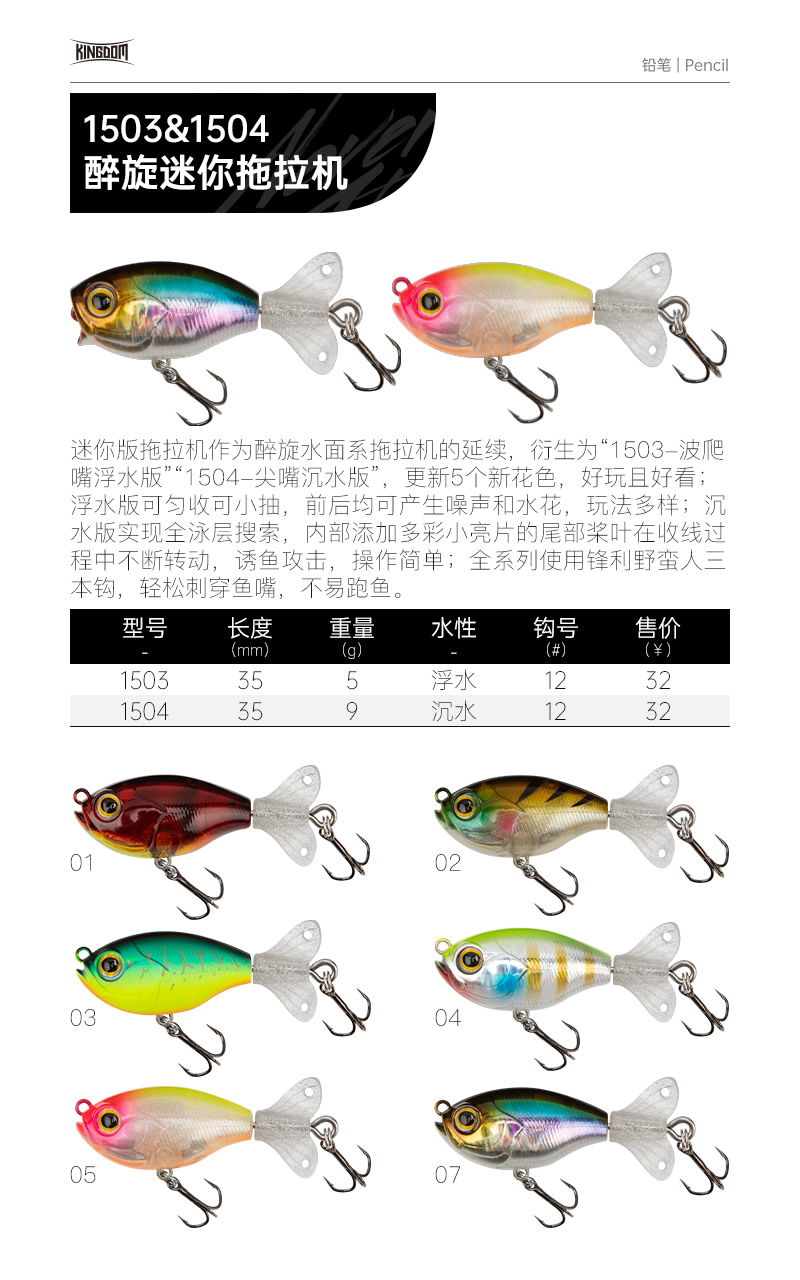 KINGDOM
铅笔 | Pencil
1503&1504
醉旋迷你拖拉机
迷你版拖拉机作为醉旋水面系拖拉机的延续，衍生为“1503-波爬
嘴浮水版”“1504-尖嘴沉水版”，更新5个新花色，好玩且好看；
浮水版可匀收可小抽，前后均可产生噪声和水花，玩法多样；沉
水版实现全泳层搜索，内部添加多彩小亮片的尾部桨叶在收线过
程中不断转动，诱鱼攻击，操作简单；全系列使用锋利野蛮人三
本钩，轻松刺穿鱼嘴，不易跑鱼。
型号 长度 重量 水性 钩号 售价
- (mm) (g) - (#) (￥)
1503 35 5 浮水 12 32
1504 35 9 沉水 12 32
01 02
03 04
05 07